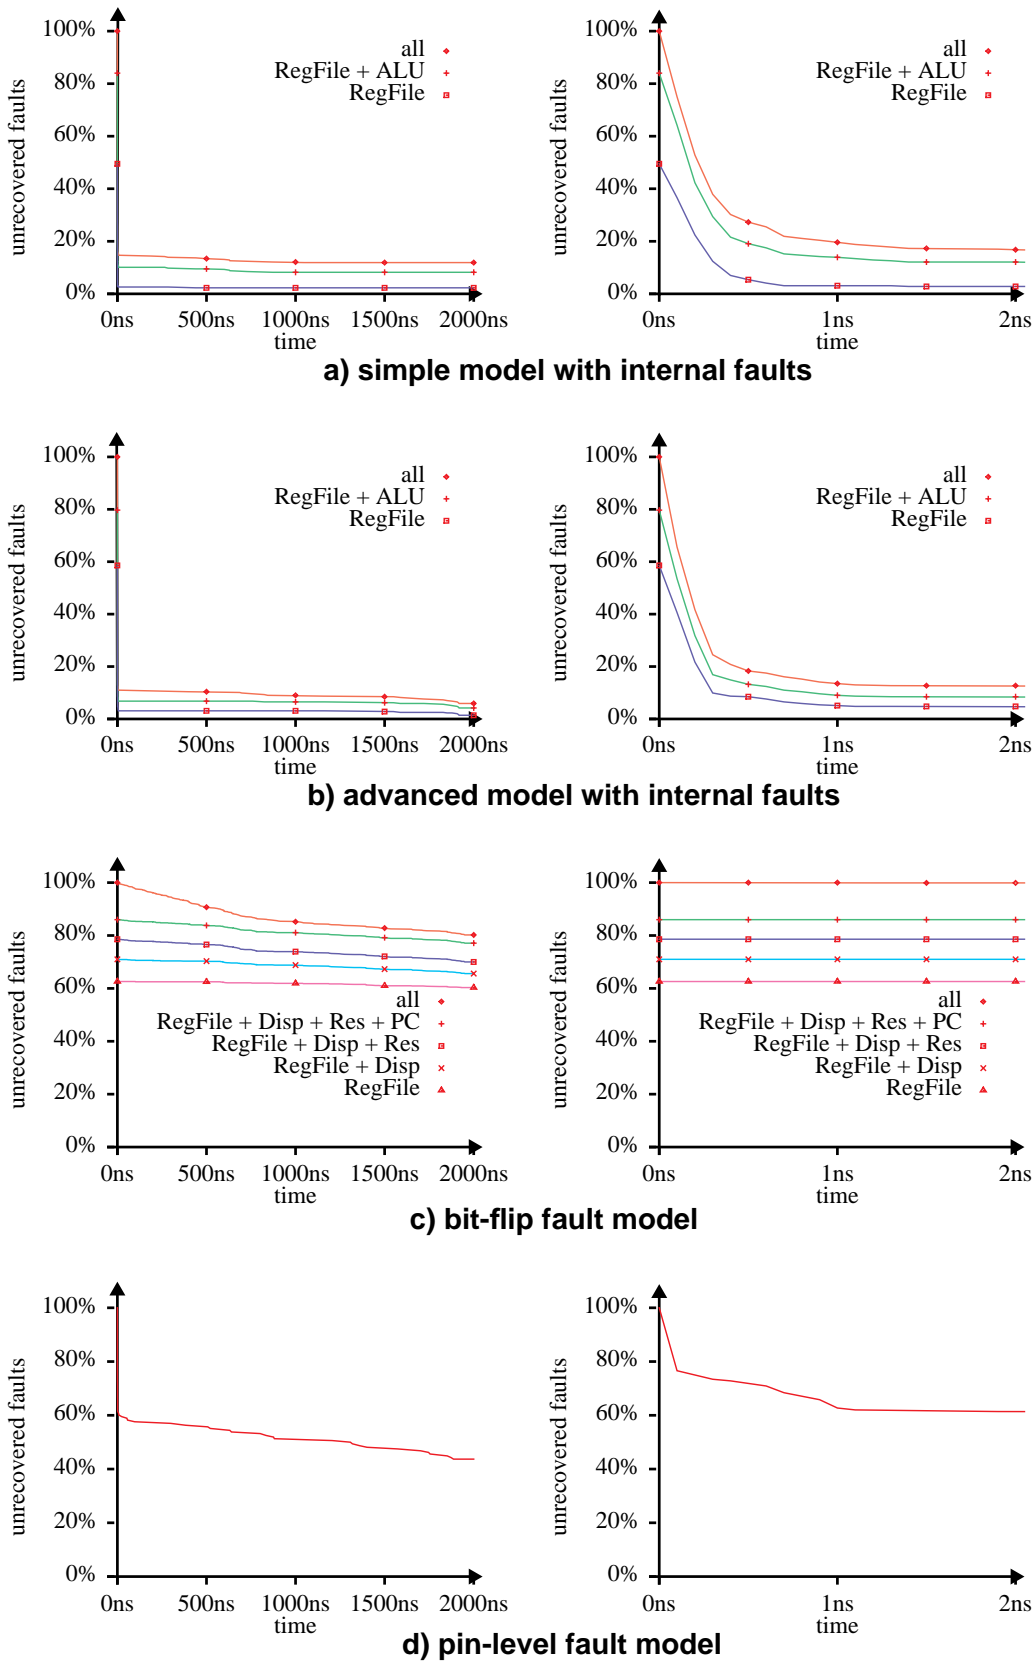 100%
80%
60%
40%
20%
0%
unrecovered faults
all
RegFile + ALU
RegFile
0ns
500ns
1000ns
1500ns
2000ns
time
100%
80%
60%
40%
20%
0%
unrecovered faults
all
RegFile + ALU
RegFile
0ns
1ns
2ns
time
a) simple model with internal faults
100%
80%
60%
40%
20%
0%
unrecovered faults
all
RegFile + ALU
RegFile
0ns
500ns
1000ns
1500ns
2000ns
time
100%
80%
60%
40%
20%
0%
unrecovered faults
all
RegFile + ALU
RegFile
0ns
1ns
2ns
time
b) advanced model with internal faults
100%
80%
60%
40%
20%
0%
unrecovered faults
all
RegFile + Disp + Res + PC
RegFile + Disp + Res
RegFile + Disp
RegFile
0ns
500ns
1000ns
1500ns
2000ns
time
100%
80%
60%
40%
20%
0%
unrecovered faults
all
RegFile + Disp + Res + PC
RegFile + Disp + Res
RegFile + Disp
RegFile
0ns
1ns
2ns
time
c) bit-flip fault model
100%
80%
60%
40%
20%
0%
unrecovered faults
0ns
500ns
1000ns
1500ns
2000ns
time
100%
80%
60%
40%
20%
0%
unrecovered faults
0ns
1ns
2ns
time
d) pin-level fault model